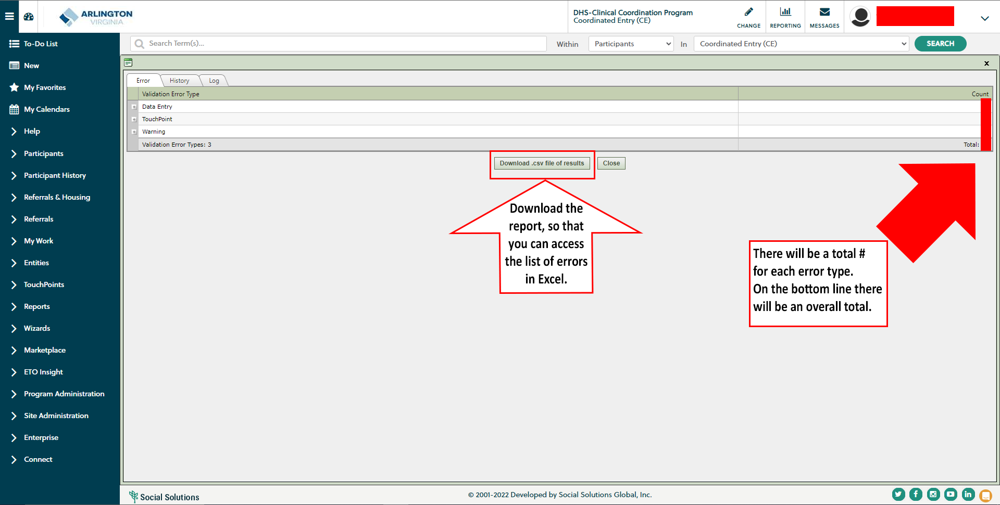 ARLINGTON
VIRGINIA
DHS-Clinical Coordination Program
Coordinated Entry (CE)
CHANGE
REPORTING
MESSAGES
To-Do List
New
My Favorites
My Calendars
Help
Participants
Participant History
Referrals & Housing
Referrals
My Work
Entities
TouchPoints
Reports
Wizards
Marketplace
ETO Insight
Program Administration
Site Administration
Enterprise
Connect
Search Term(s)...
Within
Participants
In
Coordinated Entry (CE)
SEARCH
x
Error
History
Log
Validation Error Type
Count
Data Entry
TouchPoint
Warning
Validation Error Types: 3
Total:
Download .csv file of results
Close
Download the
report, so that
you can access
the list of errors
in Excel.
There will be a total #
for each error type.
On the bottom line there
will be an overall total.
Social Solutions
© 2001-2022 Developed by Social Solutions Global, Inc.